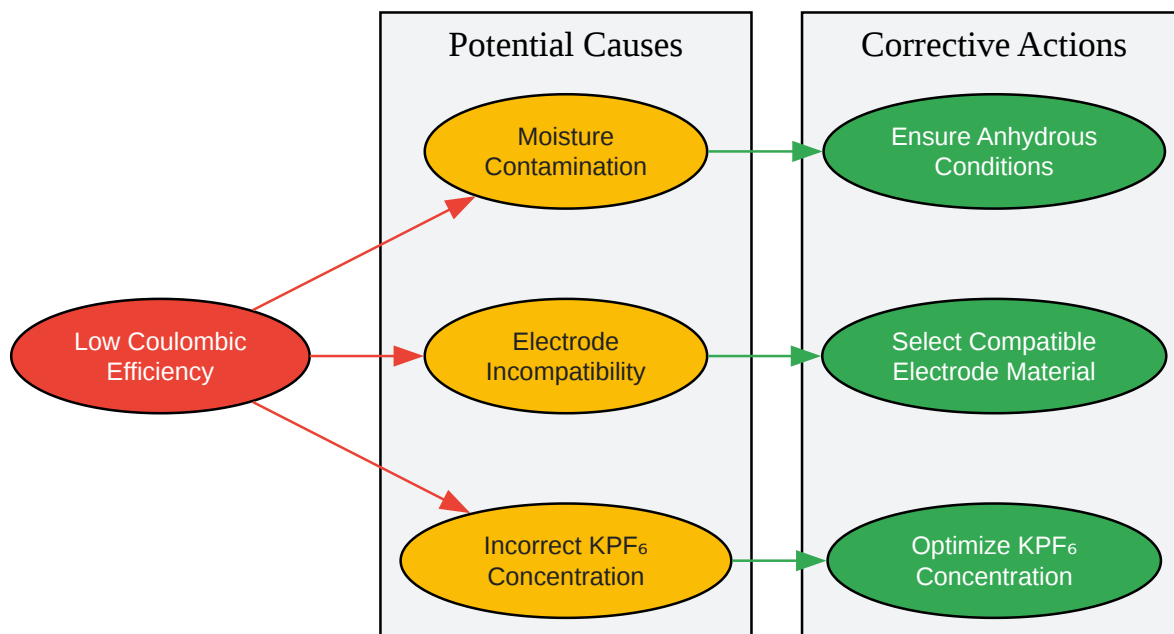 Potential Causes
Corrective Actions
Moisture
Contamination
Ensure Anhydrous
Conditions
Low Coulombic
Efficiency
Electrode
Incompatibility
Select Compatible
Electrode Material
Incorrect KPF₆
Concentration
Optimize KPF₆
Concentration